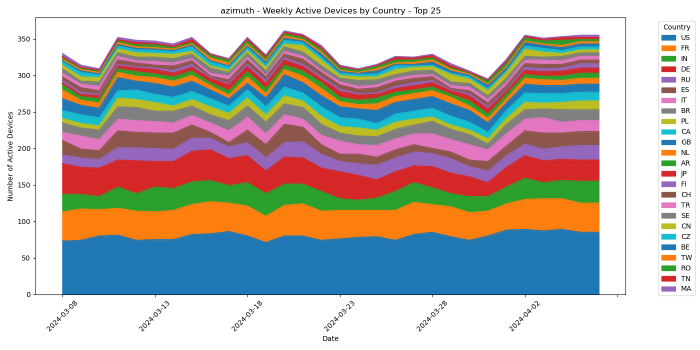 azimuth - Weekly Active Devices by Country - Top 25
Number of Active Devices
350
300
250
200
150
100
50
0
2024-03-08
2024-03-13
2024-03-18
2024-03-23
2024-03-28
2024-04-02
Date
Country
US
FR
IN
DE
RU
ES
IT
BR
PL
CA
GB
NL
AR
JP
FI
CH
TR
SE
CN
CZ
BE
TW
RO
TN
MA